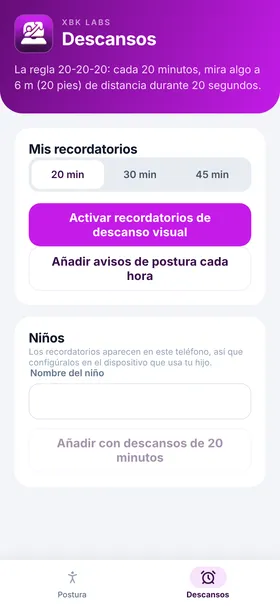 XBK LABS
Descansos
La regla 20-20-20: cada 20 minutos, mira algo a
6 m (20 pies) de distancia durante 20 segundos.
Mis recordatorios
20 min 30 min 45 min
Activar recordatorios de
descanso visual
Añadir avisos de postura cada
hora
Niños
Los recordatorios aparecen en este teléfono, así que
configúralos en el dispositivo que usa tu hijo.
Nombre del niño
Añadir con descansos de 20
minutos
Postura Descansos